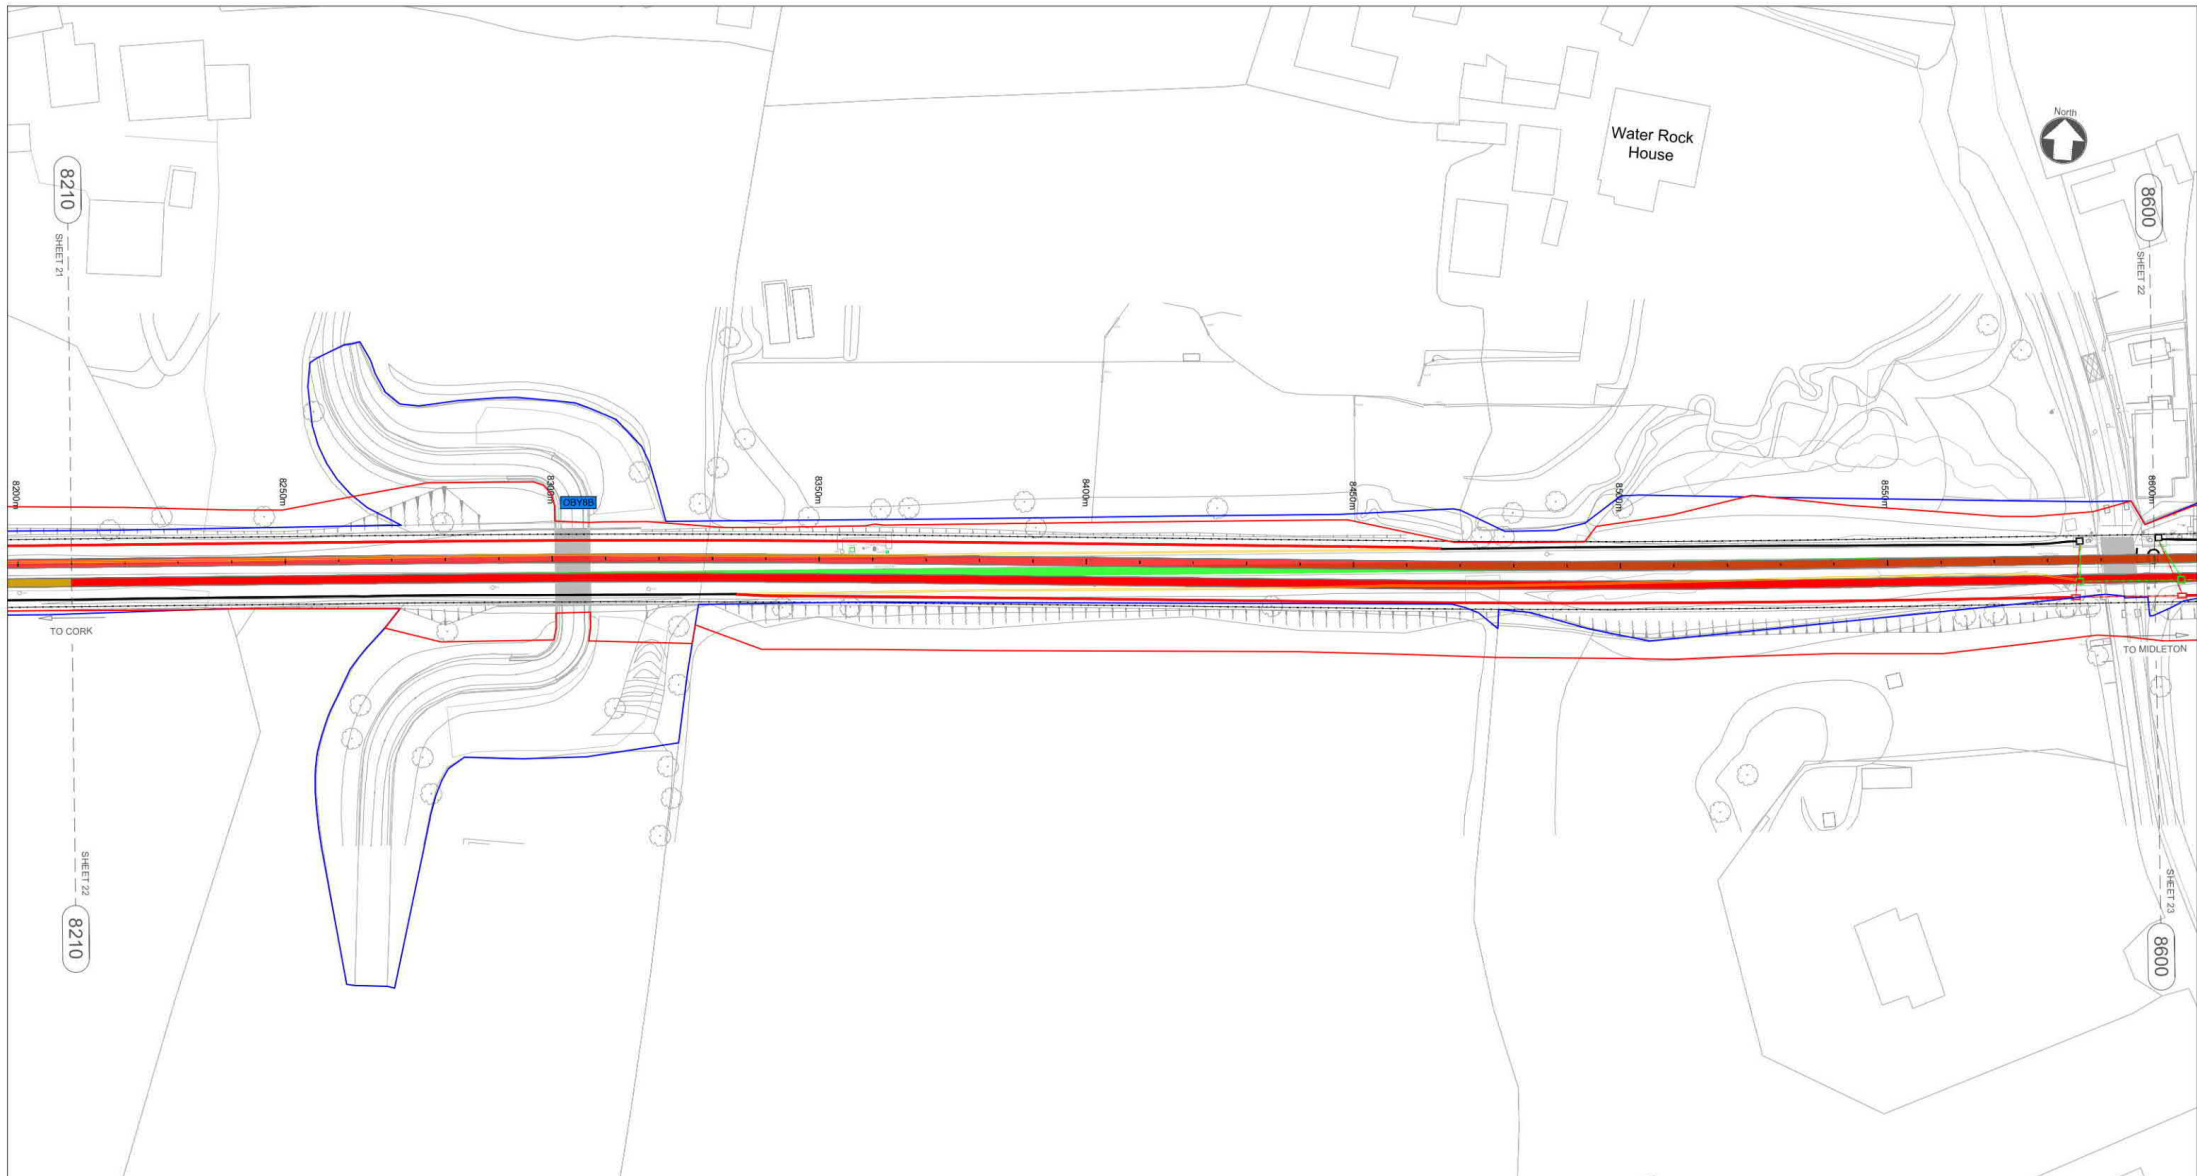 North
Water Rock
House
8210
8600
SHEET 21
SHEET 22
8200m
8250m
8300m
OBY8B
8350m
8400m
8450m
8500m
8550m
8600m
TO CORK
TO MIDLETON
SHEET 22
SHEET 23
8210
8600